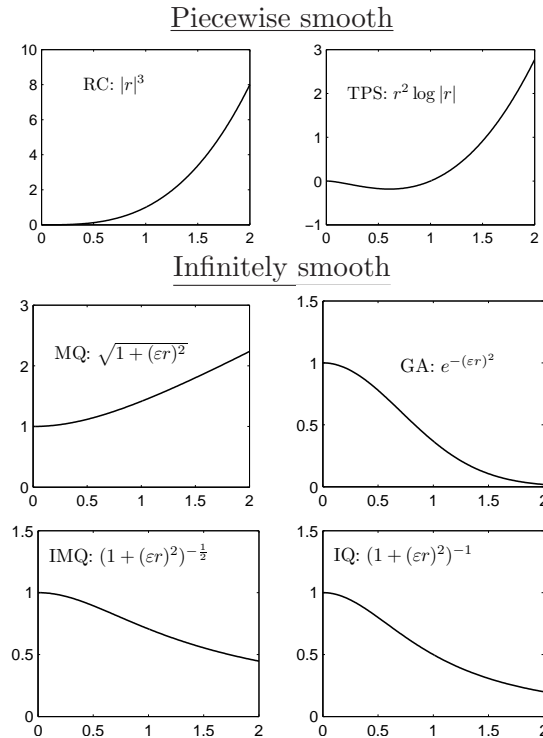 Piecewise smooth
RC: |r|³
10
8
6
4
2
0
0 0.5 1 1.5 2
TPS: r² log |r|
3
2
1
0
−1
0 0.5 1 1.5 2
Infinitely smooth
MQ: √(1 + (εr)²)
3
2
1
0
0 0.5 1 1.5 2
GA: e^{−(εr)²}
1.5
1
0.5
0
0 0.5 1 1.5 2
IMQ: (1 + (εr)²)^{−1/2}
1.5
1
0.5
0
0 0.5 1 1.5 2
IQ: (1 + (εr)²)⁻¹
1.5
1
0.5
0
0 0.5 1 1.5 2